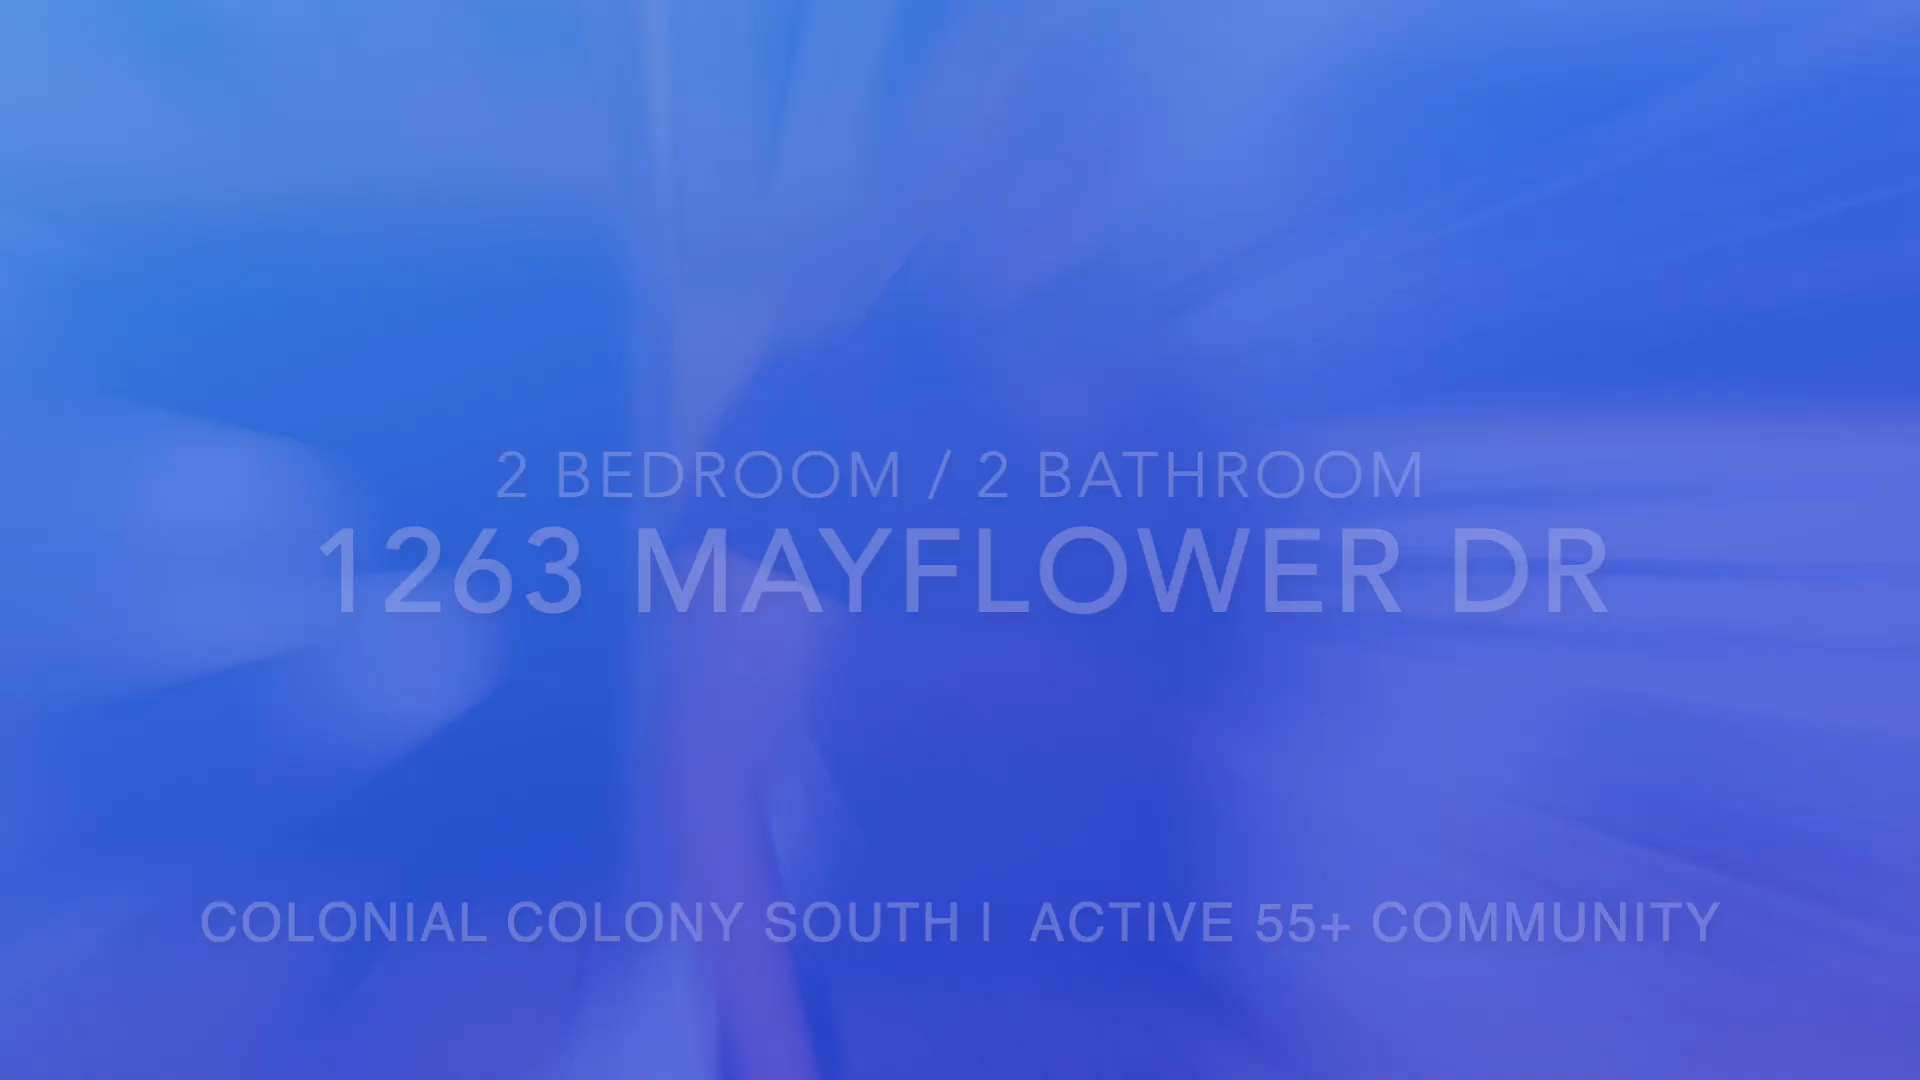 2 BEDROOM / 2 BATHROOM
1263 MAYFLOWER DR
COLONIAL COLONY SOUTH | ACTIVE 55+ COMMUNITY